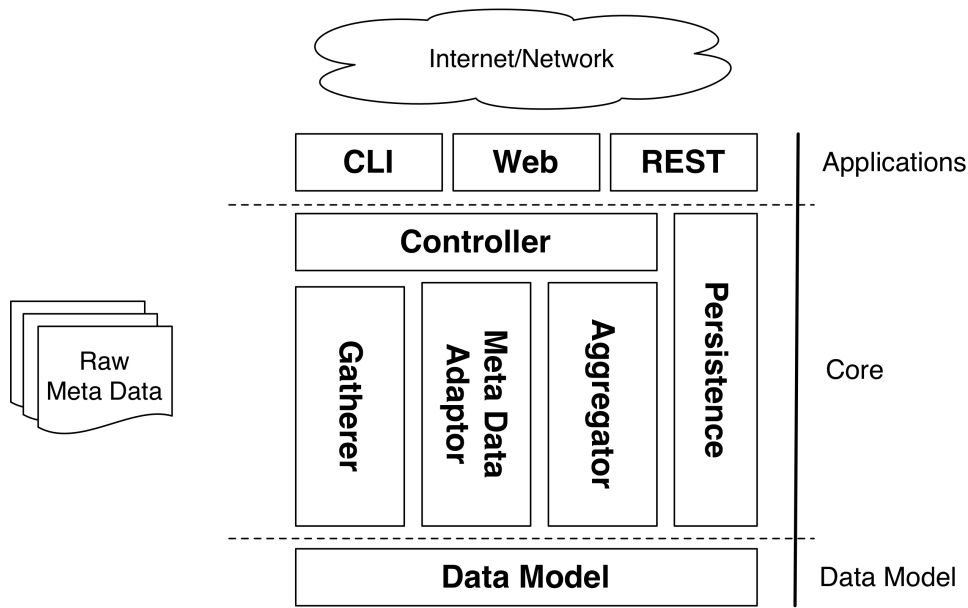 Internet/Network
CLI
Web
REST
Applications
Controller
Raw
Meta Data
Gatherer
Meta Data
Adaptor
Aggregator
Persistence
Core
Data Model
Data Model